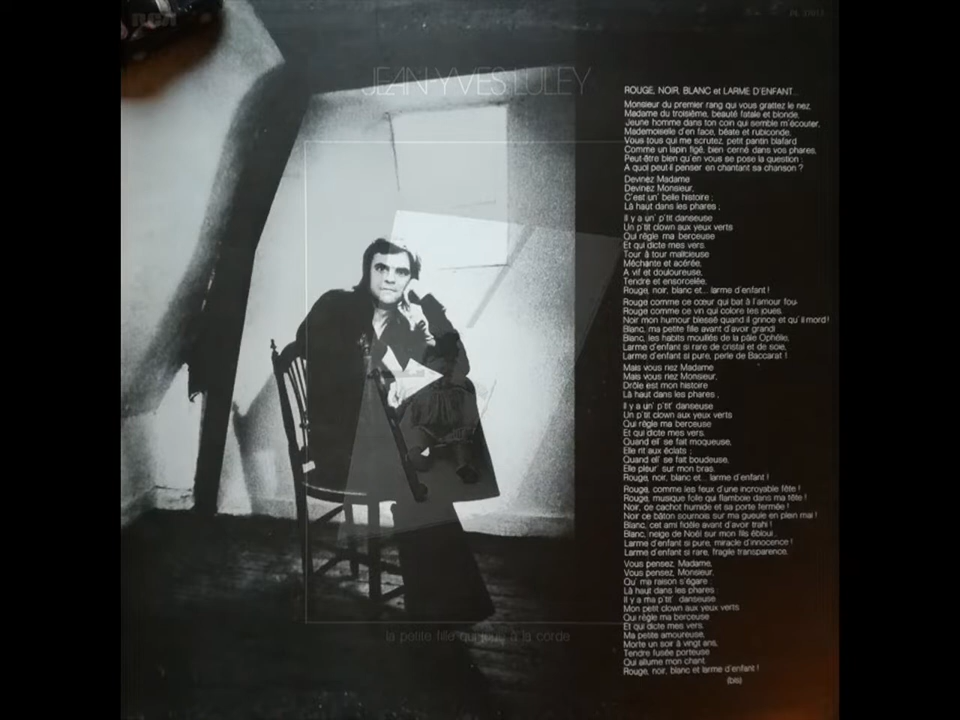 RCA
JEAN-YVES LULEY
ROUGE, NOIR, BLANC et LARME D'ENFANT...
Monsieur du premier rang qui vous grattez le nez,
Madame du troisième, beauté fatale et blonde,
Jeune homme dans ton coin qui semble m'écouter,
Mademoiselle d'en face, béate et rubiconde,
Vous tous qui me scrutez, petit pantin blafard
Comme un lapin figé, bien cerné dans vos phares,
Peut-être bien qu'en vous se pose la question :
A quoi peut-il penser en chantant sa chanson ?
Devinez Madame
Devinez Monsieur,
C'est un' belle histoire ;
Là haut dans les phares ;
Il y a un' p'tit danseuse
Un p'tit clown aux yeux verts
Qui règle ma berceuse
Et qui dicte mes vers.
Tour à tour malicieuse
Méchante et acérée,
A vif et douloureuse,
Tendre et ensorcelée,
Rouge, noir, blanc et... larme d'enfant !
Rouge comme ce cœur qui bat à l'amour fou,
Rouge comme ce vin qui colore tes joues.
Noir mon humour blessé quand il grince et qu'il mord !
Blanc, ma petite fille avant d'avoir grandi
Blanc, les habits mouillés de la pâle Ophélie,
Larme d'enfant si rare de cristal et de soie,
Larme d'enfant si pure, perle de Baccarat !
Mais vous riez Madame
Mais vous riez Monsieur,
Drôle est mon histoire
Là haut dans les phares ,
Il y a un' p'tit' danseuse
Un p'tit clown aux yeux verts
Qui règle ma berceuse
Et qui dicte mes vers.
Quand ell' se fait moqueuse,
Elle rit aux éclats ;
Quand ell' se fait boudeuse,
Elle pleur' sur mon bras.
Rouge, noir, blanc et... larme d'enfant !
Rouge, comme les feux d'une incroyable fête !
Rouge, musique folle qui flamboie dans ma tête !
Noir, ce cachot humide et sa porte fermée !
Noir ce bâton sournois sur ma gueule en plein mai !
Blanc, cet ami fidèle avant d'avoir trahi !
Blanc, neige de Noël sur mon fils ébloui,
Larme d'enfant si pure, miracle d'innocence !
Larme d'enfant si rare, fragile transparence,
Vous pensez, Madame,
Vous pensez, Monsieur,
Qu' ma raison s'égare
Là haut dans les phares :
Il y a ma p'tit' danseuse
Mon petit clown aux yeux verts
Qui règle ma berceuse
Et qui dicte mes vers.
Ma petite amoureuse,
Morte un soir à vingt ans,
Tendre fusée porteuse
Qui allume mon chant
Rouge, noir, blanc et larme d'enfant !
(bis)
la petite fille qui joue à la corde